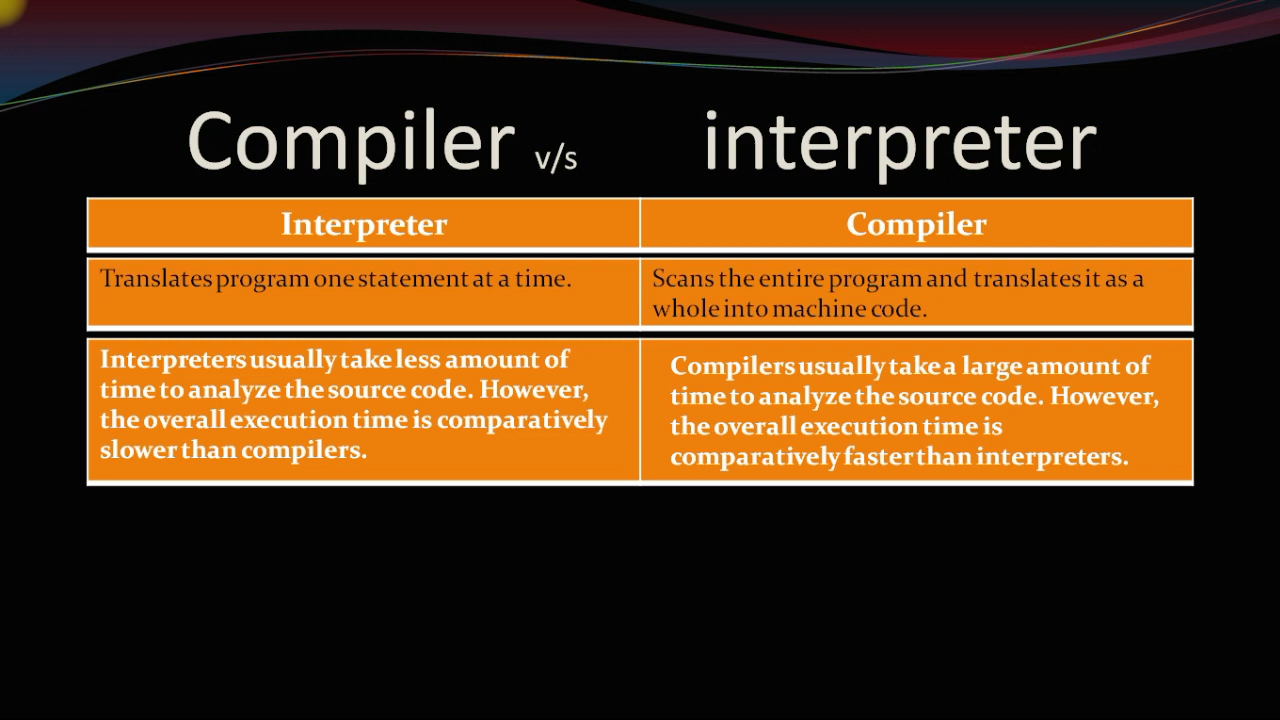 Compiler v/s interpreter
Interpreter
Compiler
Translates program one statement at a time.
Scans the entire program and translates it as a
whole into machine code.
Interpreters usually take less amount of
time to analyze the source code. However,
the overall execution time is comparatively
slower than compilers.
Compilers usually take a large amount of
time to analyze the source code. However,
the overall execution time is
comparatively faster than interpreters.